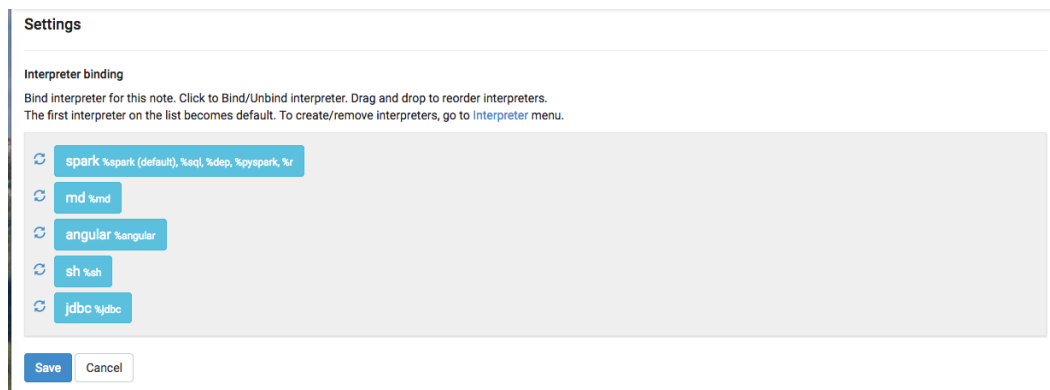 Settings
Interpreter binding
Bind interpreter for this note. Click to Bind/Unbind interpreter. Drag and drop to reorder interpreters.
The first interpreter on the list becomes default. To create/remove interpreters, go to Interpreter menu.
spark %spark (default), %sql, %dep, %pyspark, %r
md %md
angular %angular
sh %sh
jdbc %jdbc
Save Cancel